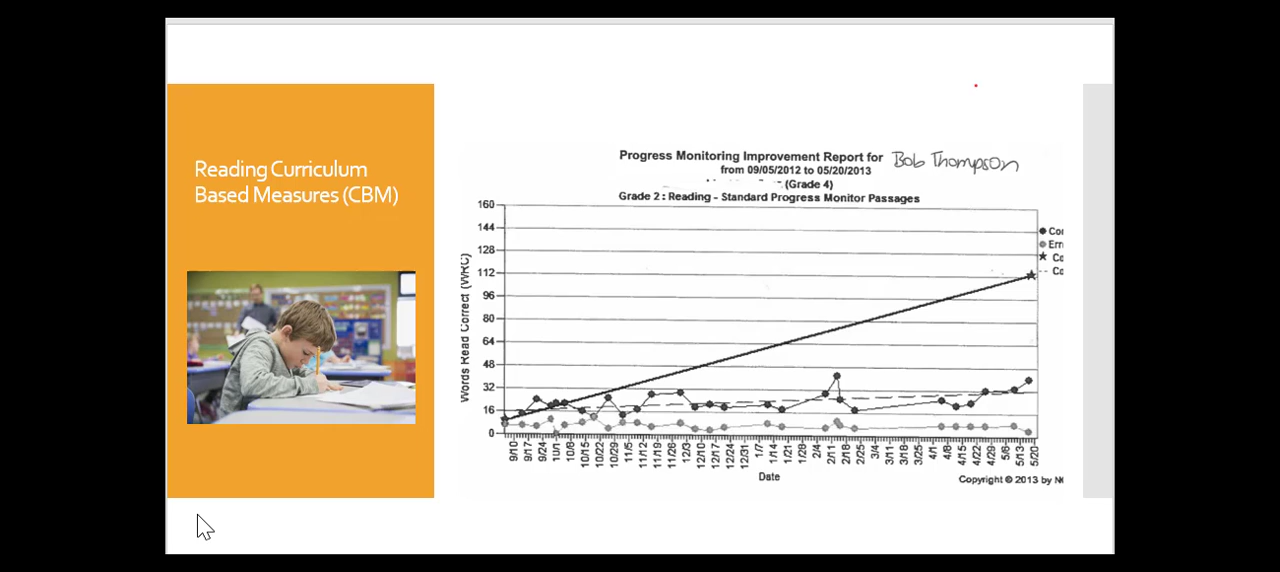 Reading Curriculum
Based Measures (CBM)
Progress Monitoring Improvement Report for Bob Thompson
from 09/05/2012 to 05/20/2013
(Grade 4)
Grade 2 : Reading - Standard Progress Monitor Passages
Words Read Correct (WRC)
160
144
128
112
96
80
64
48
32
16
0
Cor
Err
Co
Co
9/10 9/17 9/24 10/1 10/8 10/15 10/22 10/29 11/5 11/12 11/19 11/26 12/3 12/10 12/17 12/24 12/31 1/7 1/14 1/21 1/28 2/4 2/11 2/18 2/25 3/4 3/11 3/18 3/25 4/1 4/8 4/15 4/22 4/29 5/6 5/13 5/20
Date
Copyright © 2013 by